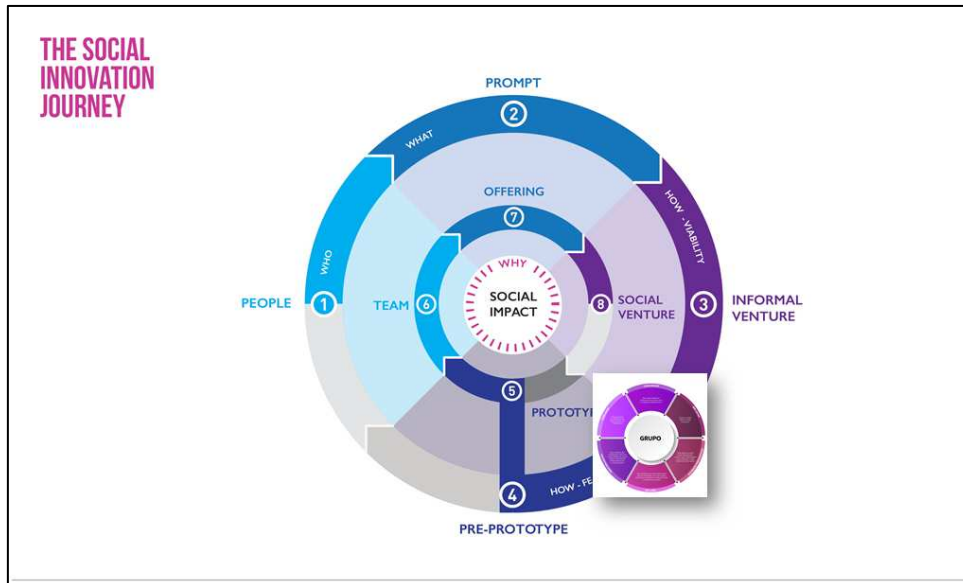 THE SOCIAL
INNOVATION
JOURNEY
PROMPT
2
WHAT
OFFERING
7
HOW - VIABILITY
WHO
WHY
PEOPLE
1
TEAM
6
SOCIAL
IMPACT
8
SOCIAL
VENTURE
3
INFORMAL
VENTURE
5
PROTOTYP
GRUPO
4
HOW - FE
PRE-PROTOTYPE